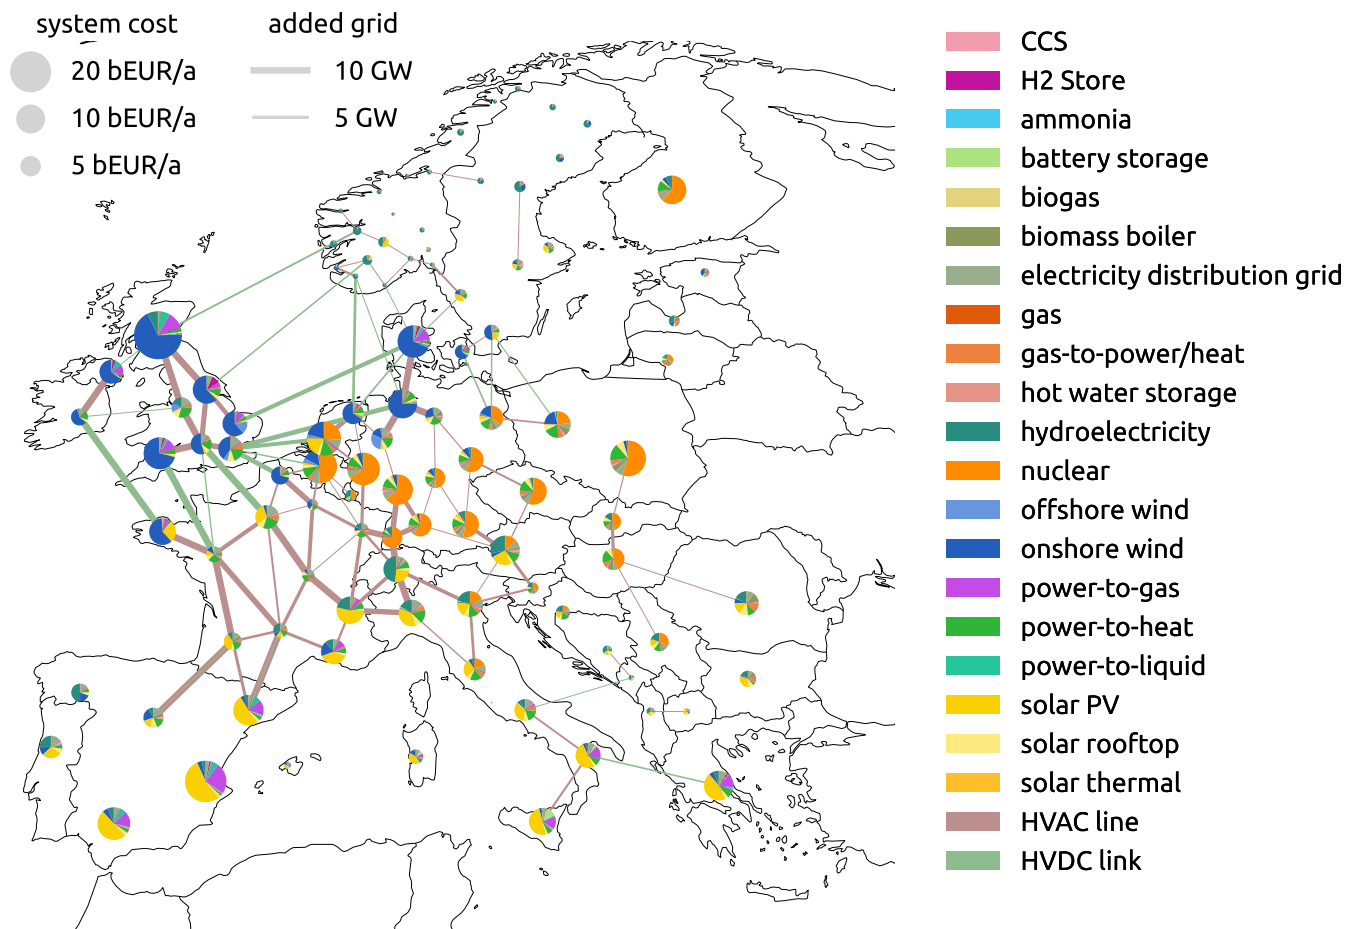 system cost
added grid
20 bEUR/a
10 GW
10 bEUR/a
5 GW
5 bEUR/a
CCS
H2 Store
ammonia
battery storage
biogas
biomass boiler
electricity distribution grid
gas
gas-to-power/heat
hot water storage
hydroelectricity
nuclear
offshore wind
onshore wind
power-to-gas
power-to-heat
power-to-liquid
solar PV
solar rooftop
solar thermal
HVAC line
HVDC link